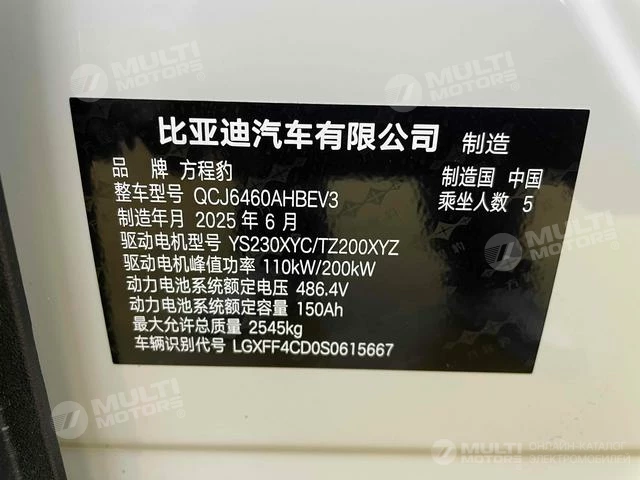 比亚迪汽车有限公司 制造
品 牌 方程豹 制造国 中国
整车型号 QCJ6460AHBEV3 乘坐人数 5
制造年月 2025 年 6 月
驱动电机型号 YS230XYC/TZ200XYZ
驱动电机峰值功率 110kW/200kW
动力电池系统额定电压 486.4V
动力电池系统额定容量 150Ah
最大允许总质量 2545kg
车辆识别代号 LGXFF4CD0S0615667
MULTI MOTORS
MULTI MOTORS
MULTI MOTORS
MULTI MOTORS
ОНЛАЙН-КАТАЛОГ
ЭЛЕКТРОМОБИЛЕЙ